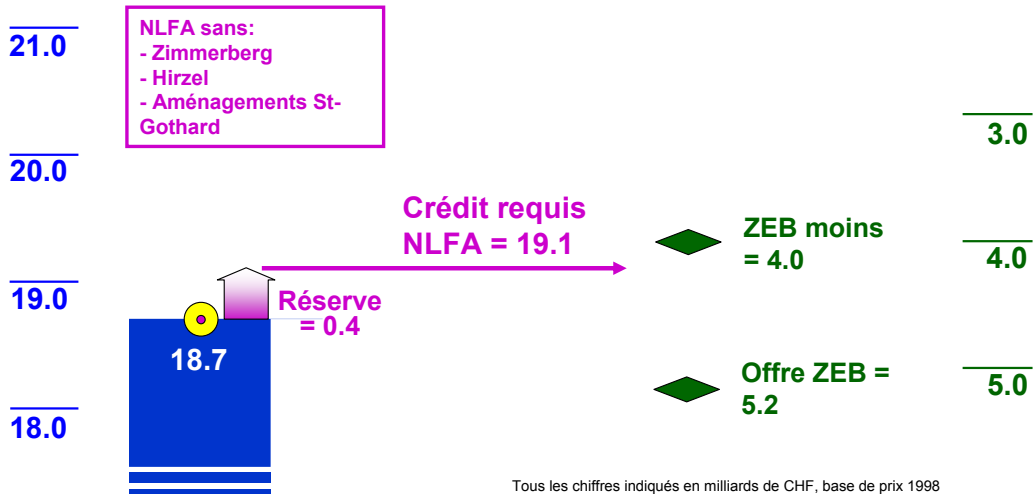 21.0
20.0
19.0
18.0
NLFA sans:
- Zimmerberg
- Hirzel
- Aménagements St-
Gothard
Crédit requis
NLFA = 19.1
Réserve
= 0.4
18.7
ZEB moins
= 4.0
Offre ZEB =
5.2
3.0
4.0
5.0
Tous les chiffres indiqués en milliards de CHF, base de prix 1998